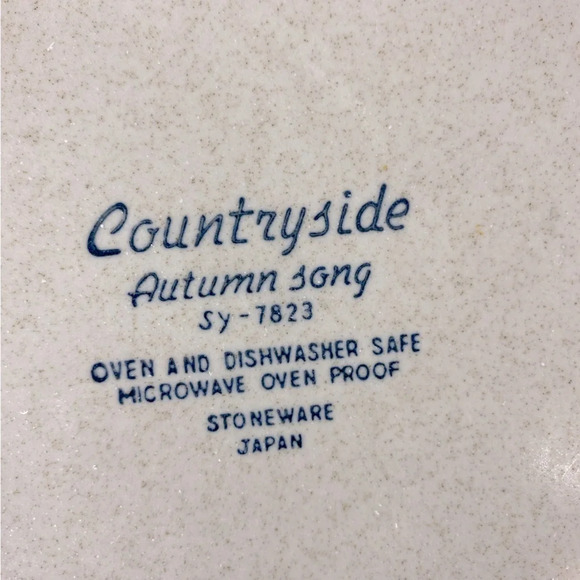 Countryside
Autumn song
Sy-7823
OVEN AND DISHWASHER SAFE
MICROWAVE OVEN PROOF
STONEWARE
JAPAN